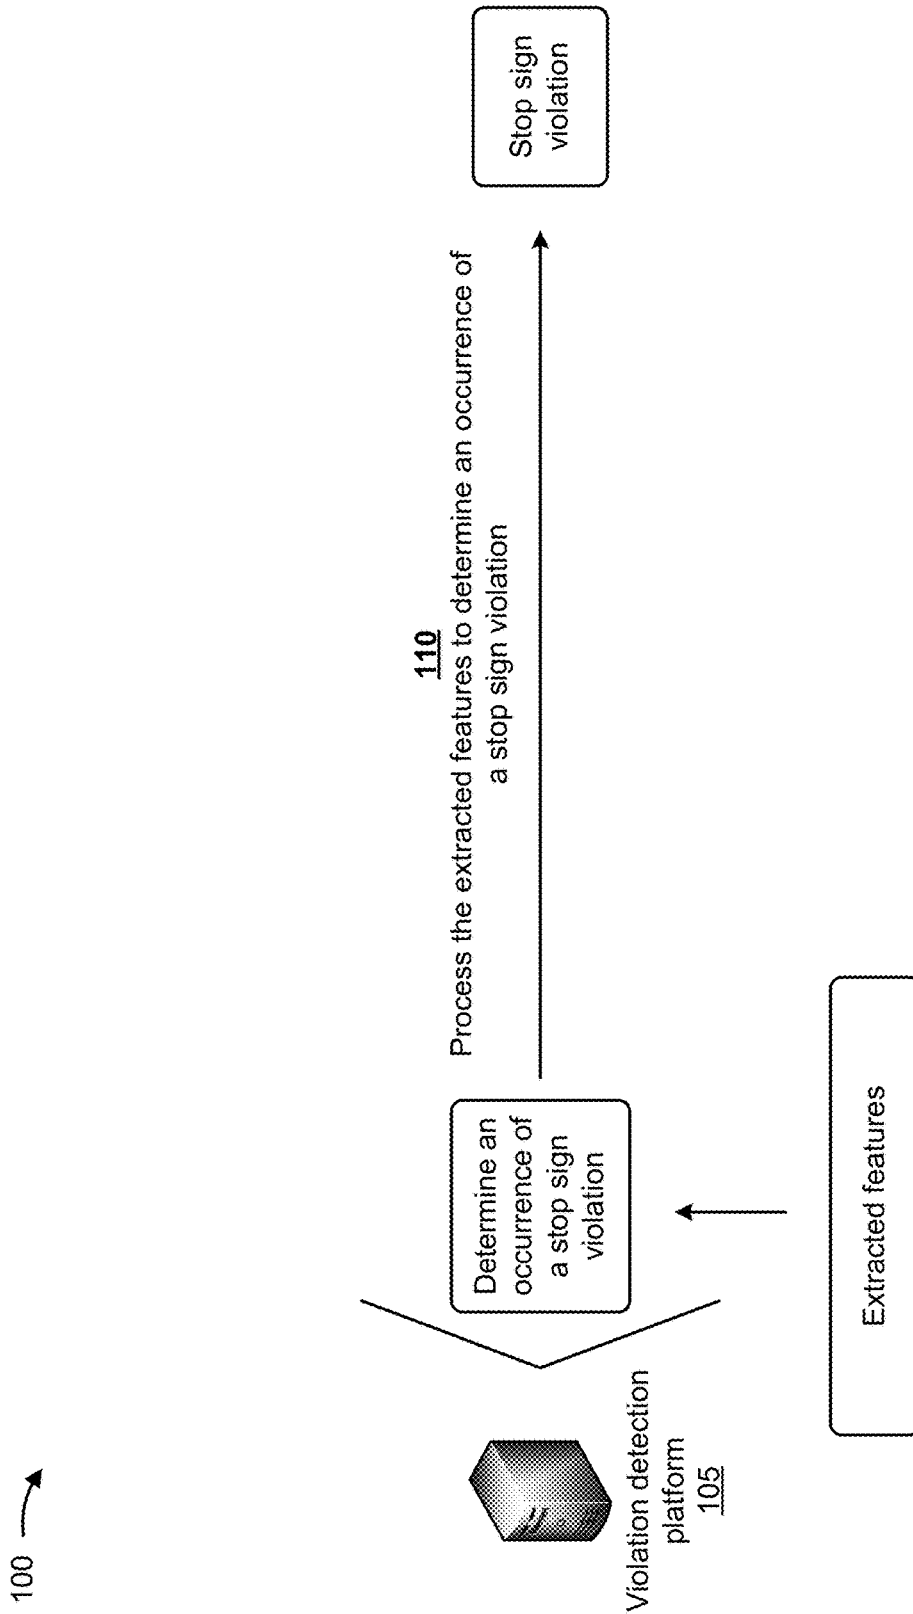 100
110
Process the extracted features to determine an occurrence of
a stop sign violation
Violation detection
platform
105
Determine an
occurrence of
a stop sign
violation
Stop sign
violation
Extracted features